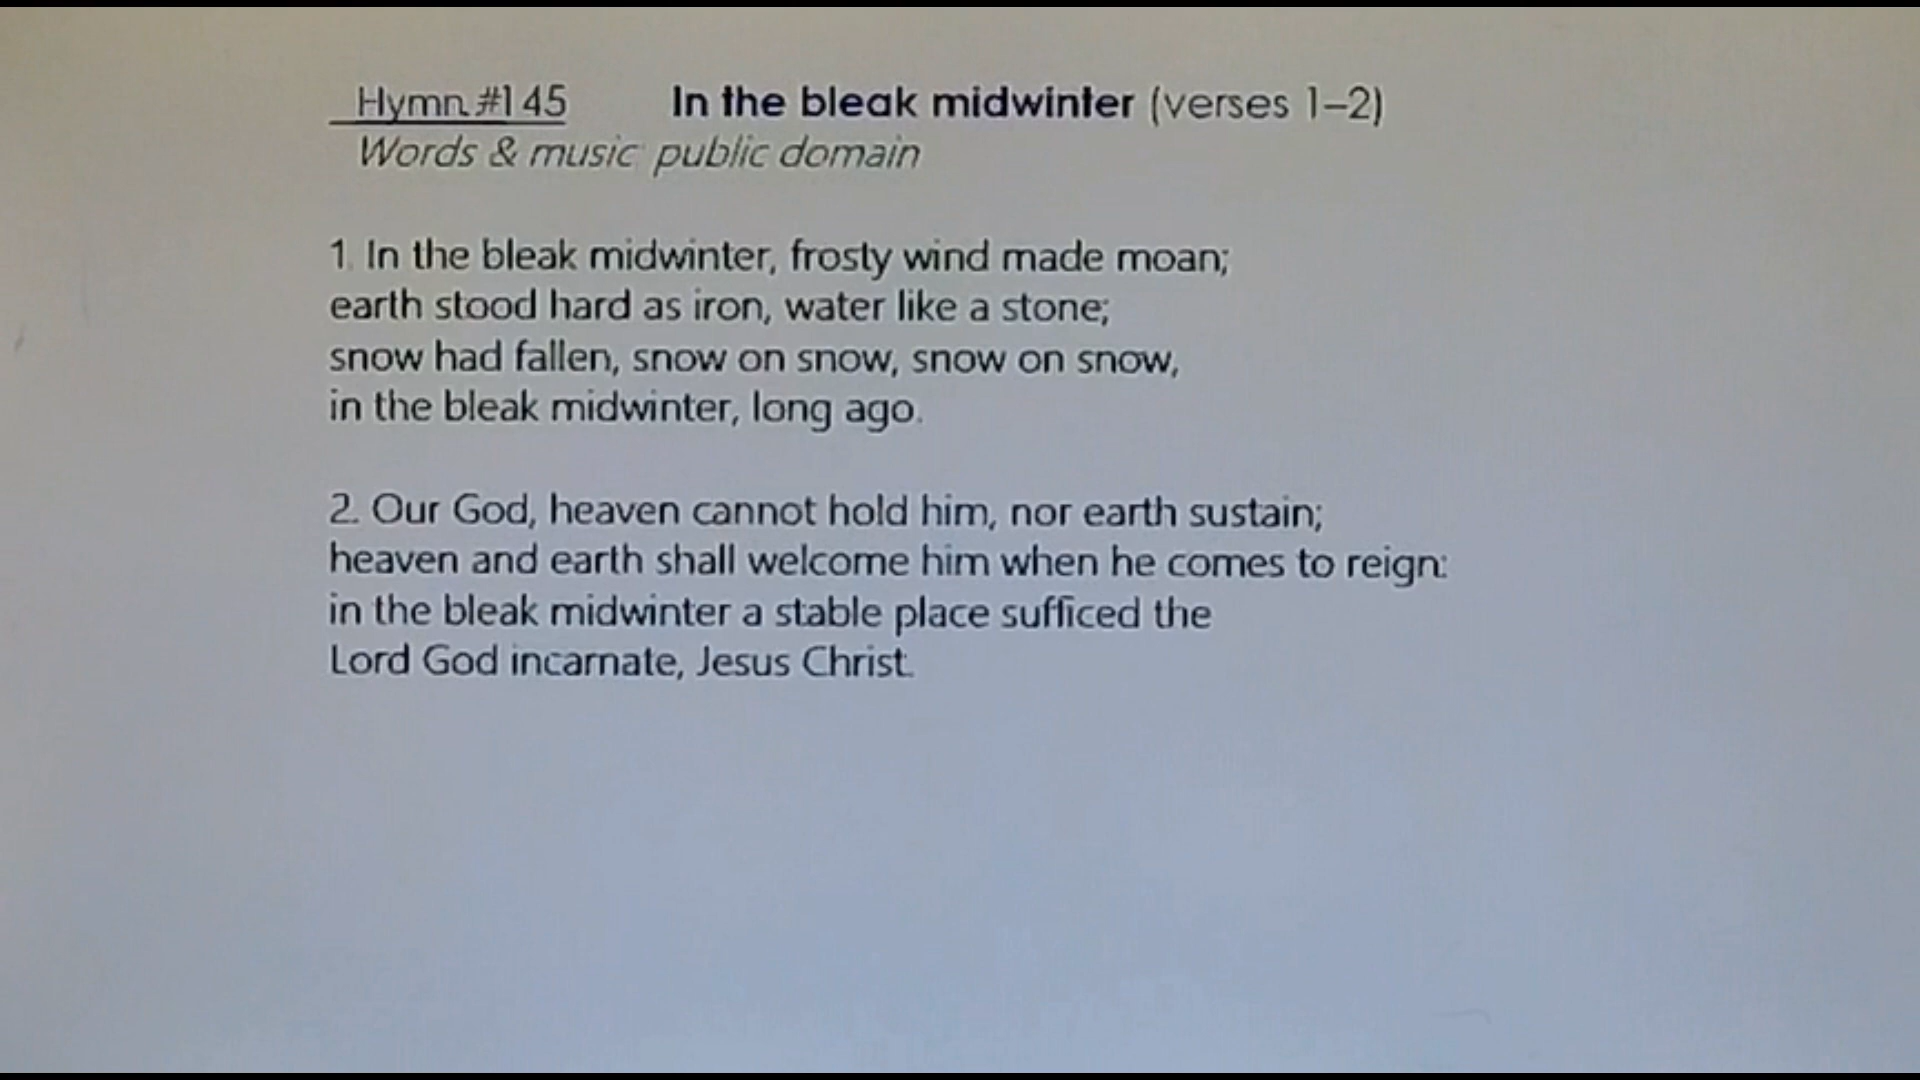 Hymn #145 In the bleak midwinter (verses 1–2)
Words & music public domain
1. In the bleak midwinter, frosty wind made moan;
earth stood hard as iron, water like a stone;
snow had fallen, snow on snow, snow on snow,
in the bleak midwinter, long ago.
2. Our God, heaven cannot hold him, nor earth sustain;
heaven and earth shall welcome him when he comes to reign:
in the bleak midwinter a stable place sufficed the
Lord God incarnate, Jesus Christ.